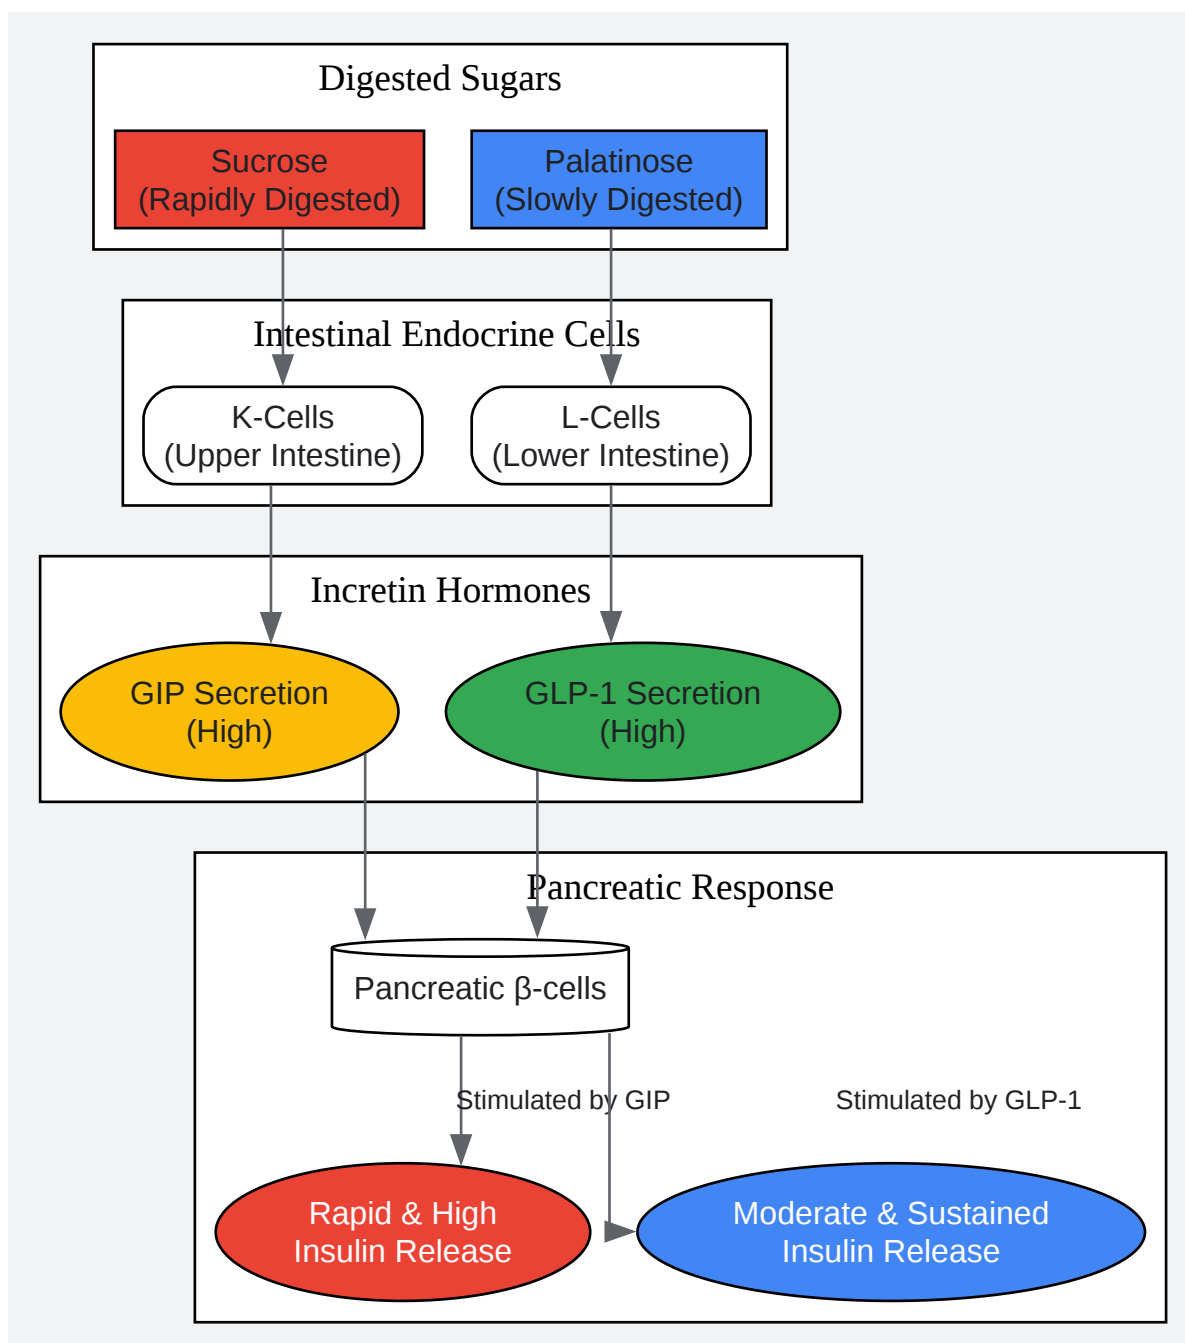 Digested Sugars
Sucrose
(Rapidly Digested)
Palatinose
(Slowly Digested)
Intestinal Endocrine Cells
K-Cells
(Upper Intestine)
L-Cells
(Lower Intestine)
Incretin Hormones
GIP Secretion
(High)
GLP-1 Secretion
(High)
Pancreatic Response
Pancreatic β-cells
Stimulated by GIP
Stimulated by GLP-1
Rapid & High
Insulin Release
Moderate & Sustained
Insulin Release